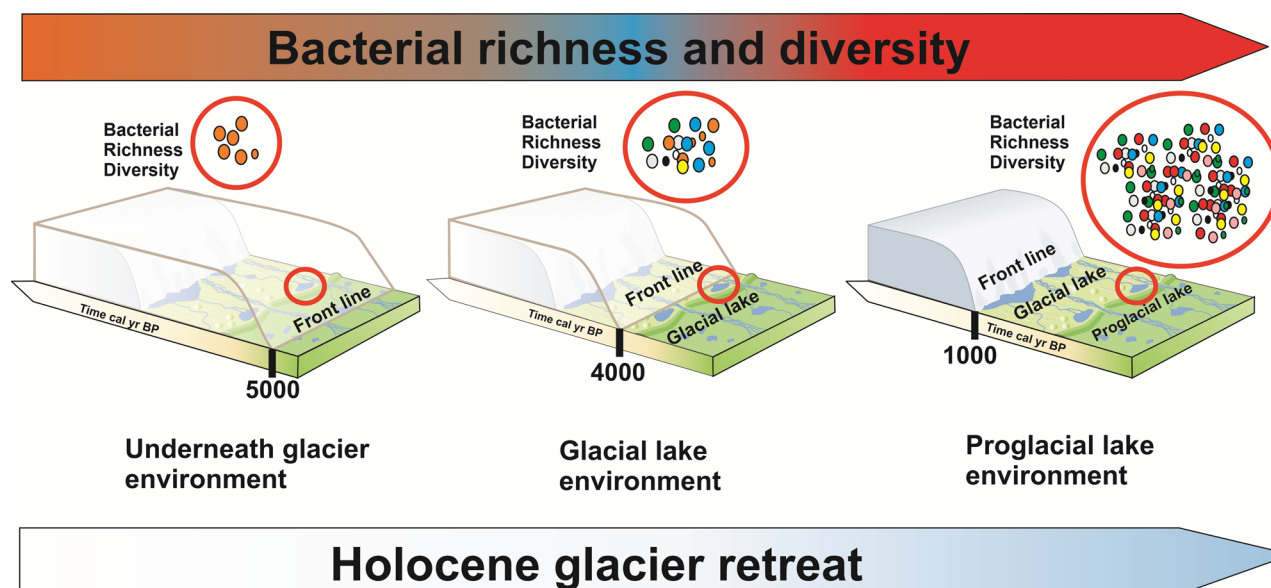 Bacterial richness and diversity
Bacterial
Richness
Diversity
Bacterial
Richness
Diversity
Bacterial
Richness
Diversity
Front line
Time cal yr BP
5000
Front line
Glacial lake
Time cal yr BP
4000
Front line
Glacial lake
Proglacial lake
Time cal yr BP
1000
Underneath glacier
environment
Glacial lake
environment
Proglacial lake
environment
Holocene glacier retreat